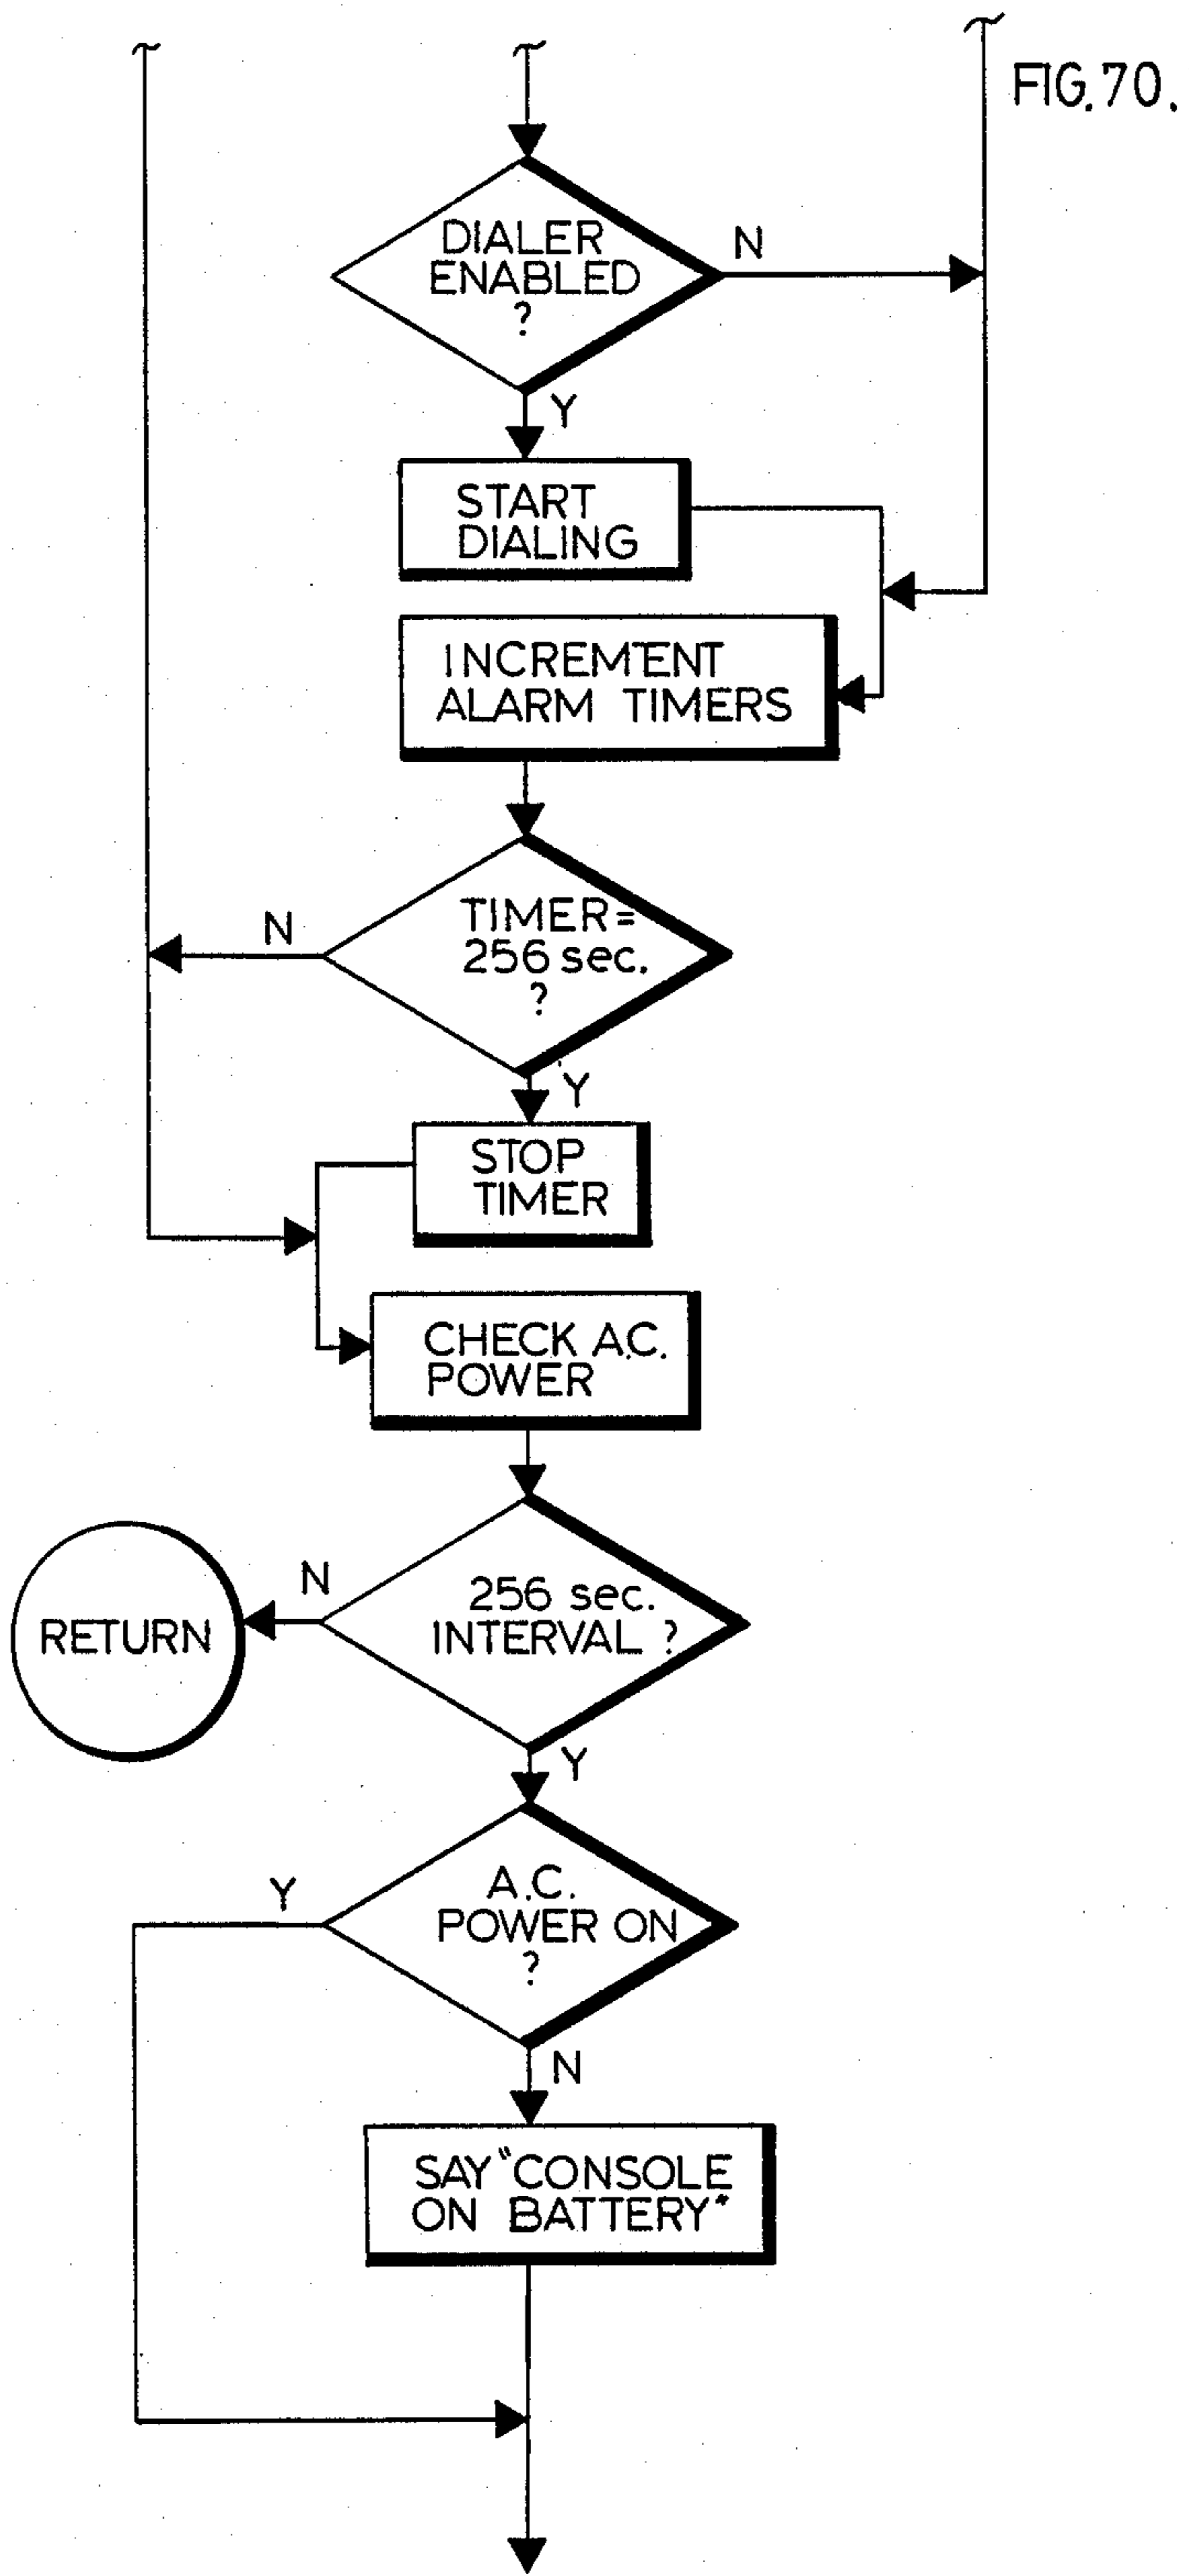 FIG. 70.
DIALER
ENABLED
?
N
Y
START
DIALING
INCREMENT
ALARM TIMERS
TIMER =
256 sec.
?
N
Y
STOP
TIMER
CHECK A.C.
POWER
256 sec.
INTERVAL ?
N
RETURN
Y
A.C.
POWER ON
?
Y
N
SAY "CONSOLE
ON BATTERY"